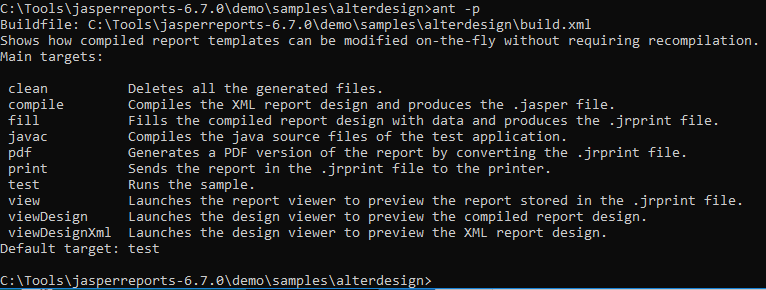 C:\Tools\jasperreports-6.7.0\demo\samples\alterdesign>ant -p
Buildfile: C:\Tools\jasperreports-6.7.0\demo\samples\alterdesign\build.xml
Shows how compiled report templates can be modified on-the-fly without requiring recompilation.
Main targets:

 clean          Deletes all the generated files.
 compile        Compiles the XML report design and produces the .jasper file.
 fill           Fills the compiled report design with data and produces the .jrprint file.
 javac          Compiles the java source files of the test application.
 pdf            Generates a PDF version of the report by converting the .jrprint file.
 print          Sends the report in the .jrprint file to the printer.
 test           Runs the sample.
 view           Launches the report viewer to preview the report stored in the .jrprint file.
 viewDesign     Launches the design viewer to preview the compiled report design.
 viewDesignXml  Launches the design viewer to preview the XML report design.
Default target: test

C:\Tools\jasperreports-6.7.0\demo\samples\alterdesign>